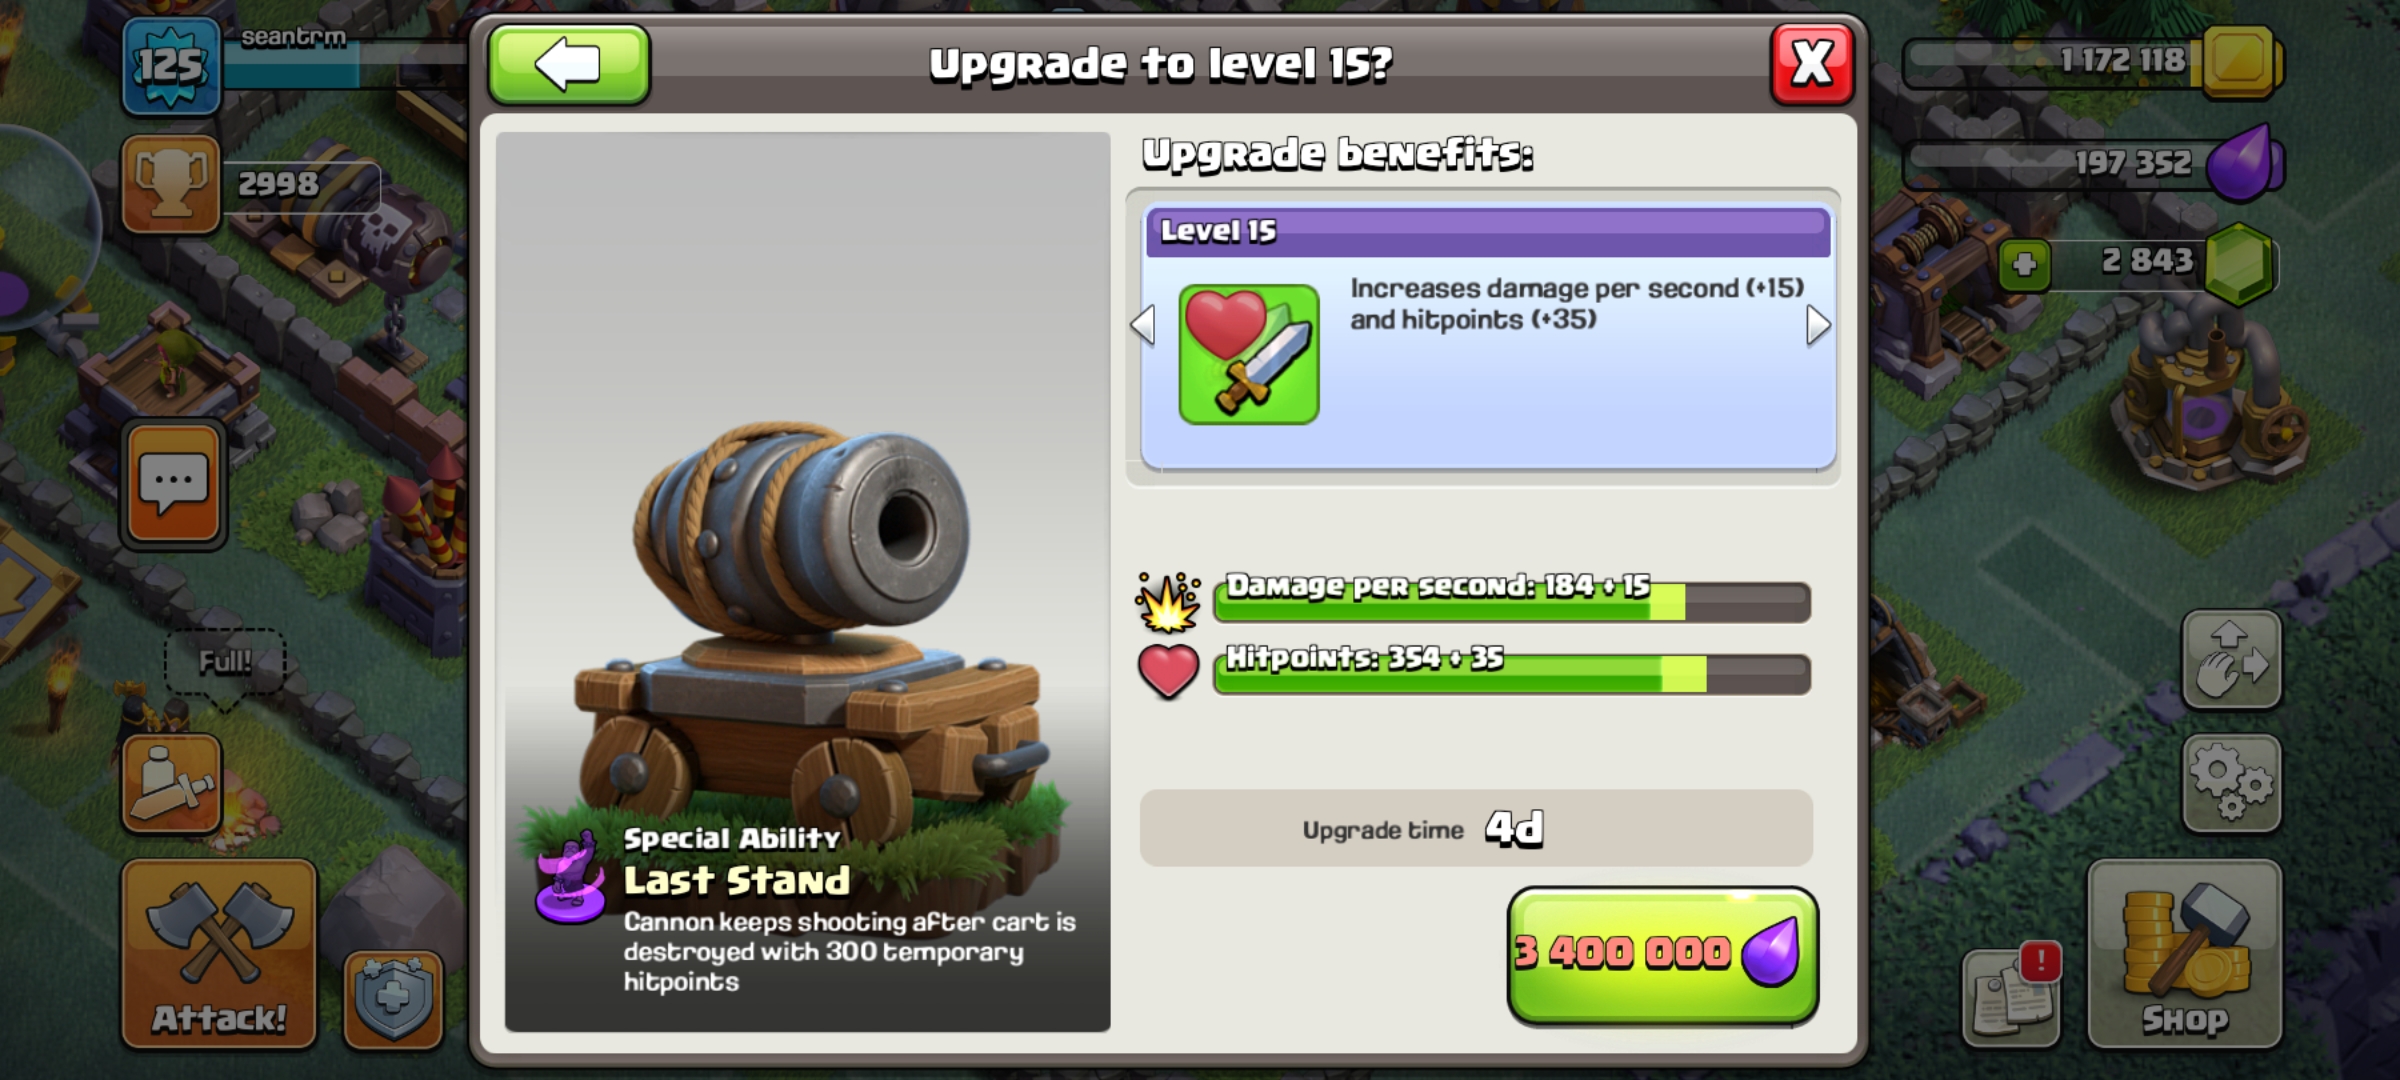 125
seantrm
2998
Full!
Attack!
Upgrade to level 15?
X
Special Ability
Last Stand
Cannon keeps shooting after cart is
destroyed with 300 temporary
hitpoints
Upgrade benefits:
Level 15
Increases damage per second (+15)
and hitpoints (+35)
Damage per second: 184 + 15
Hitpoints: 354 + 35
Upgrade time 4d
3 400 000
1 172 118
197 352
2 843
!
Shop